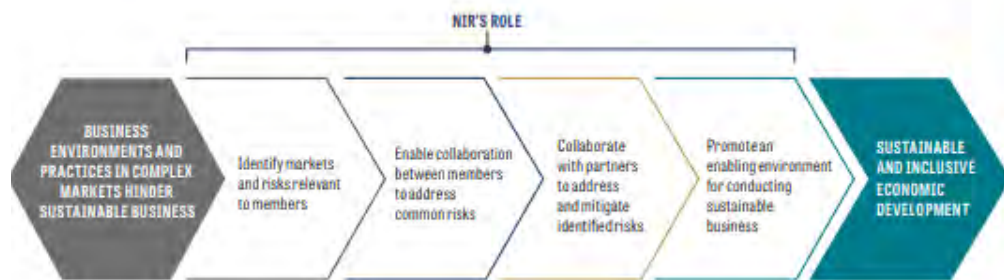 NIR'S ROLE
BUSINESS
ENVIRONMENTS AND
PRACTICES IN COMPLEX
MARKETS HINDER
SUSTAINABLE BUSINESS
Identify markets
and risks relevant
to members
Enable collaboration
between members
to address
common risks
Collaborate
with partners
to address
and mitigate
identified risks
Promote an
enabling environment
for conducting
sustainable
business
SUSTAINABLE
AND INCLUSIVE
ECONOMIC
DEVELOPMENT